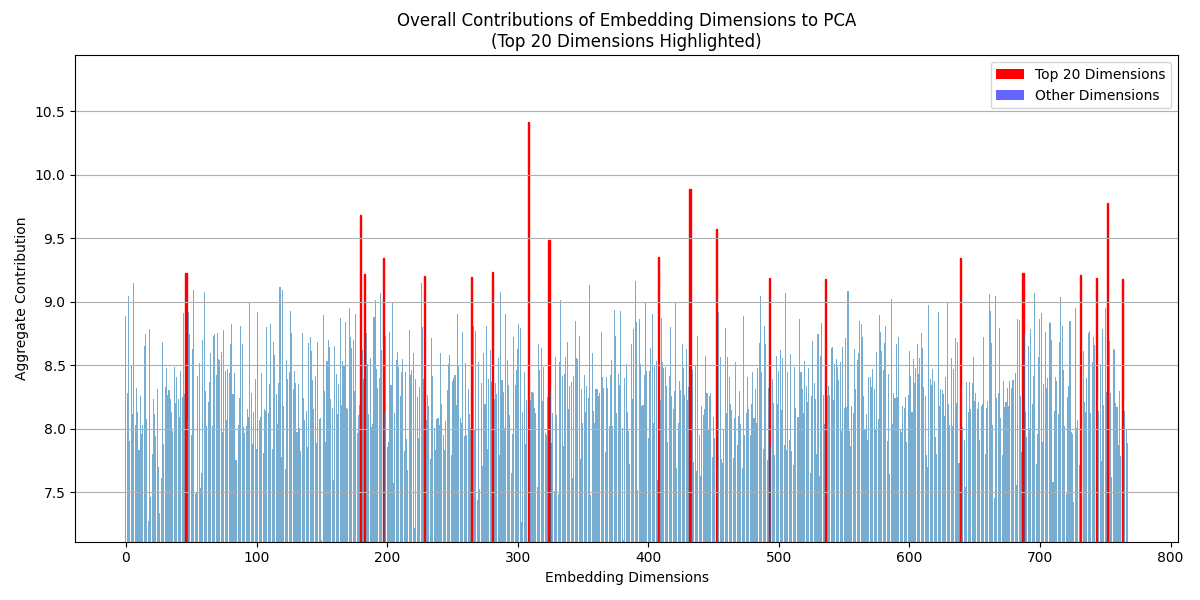 Overall Contributions of Embedding Dimensions to PCA
(Top 20 Dimensions Highlighted)
Top 20 Dimensions
Other Dimensions
Aggregate Contribution
10.5
10.0
9.5
9.0
8.5
8.0
7.5
0 100 200 300 400 500 600 700 800
Embedding Dimensions